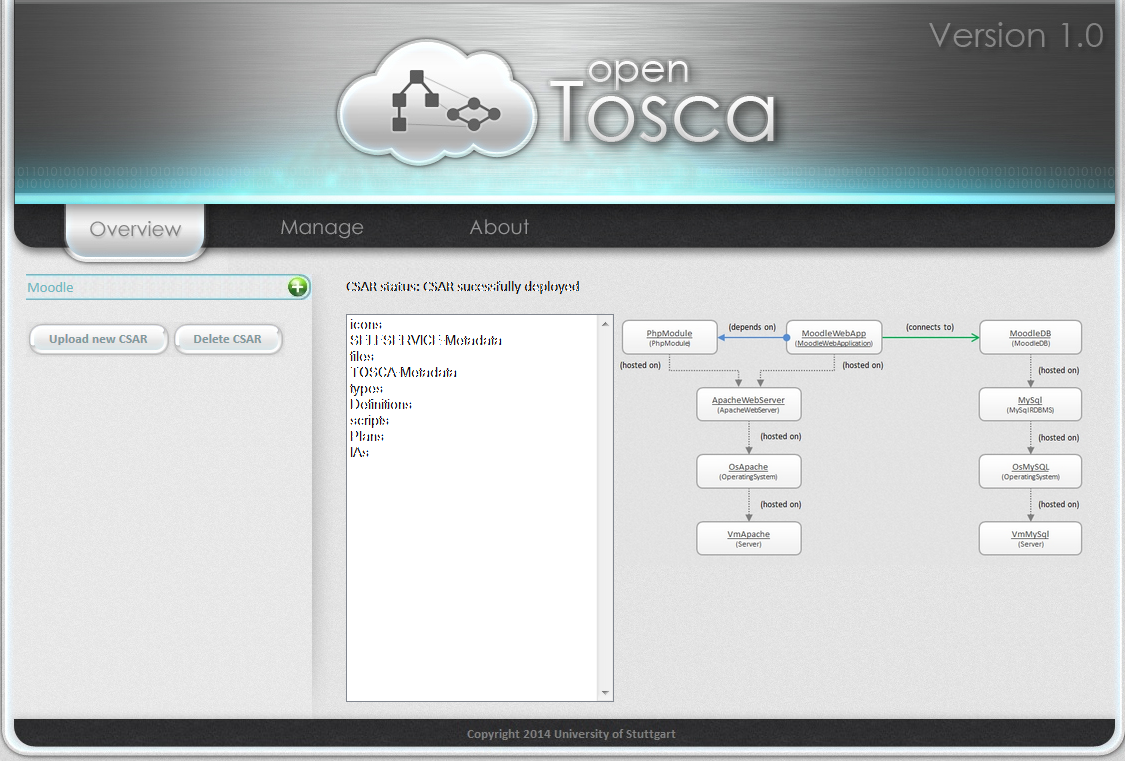 Version 1.0
open
Tosca
Overview
Manage
About
Moodle
Upload new CSAR
Delete CSAR
CSAR status: CSAR sucessfully deployed
icons
SELFSERVICE-Metadata
files
TOSCA-Metadata
types
Definitions
scripts
Plans
IAs
PhpModule
(PhpModule)
(depends on)
MoodleWebApp
(MoodleWebApplication)
(connects to)
MoodleDB
(MoodleDB)
(hosted on)
(hosted on)
(hosted on)
ApacheWebServer
(ApacheWebServer)
MySql
(MySqlRDBMS)
(hosted on)
(hosted on)
OsApache
(OperatingSystem)
OsMySQL
(OperatingSystem)
(hosted on)
(hosted on)
VmApache
(Server)
VmMySql
(Server)
Copyright 2014 University of Stuttgart